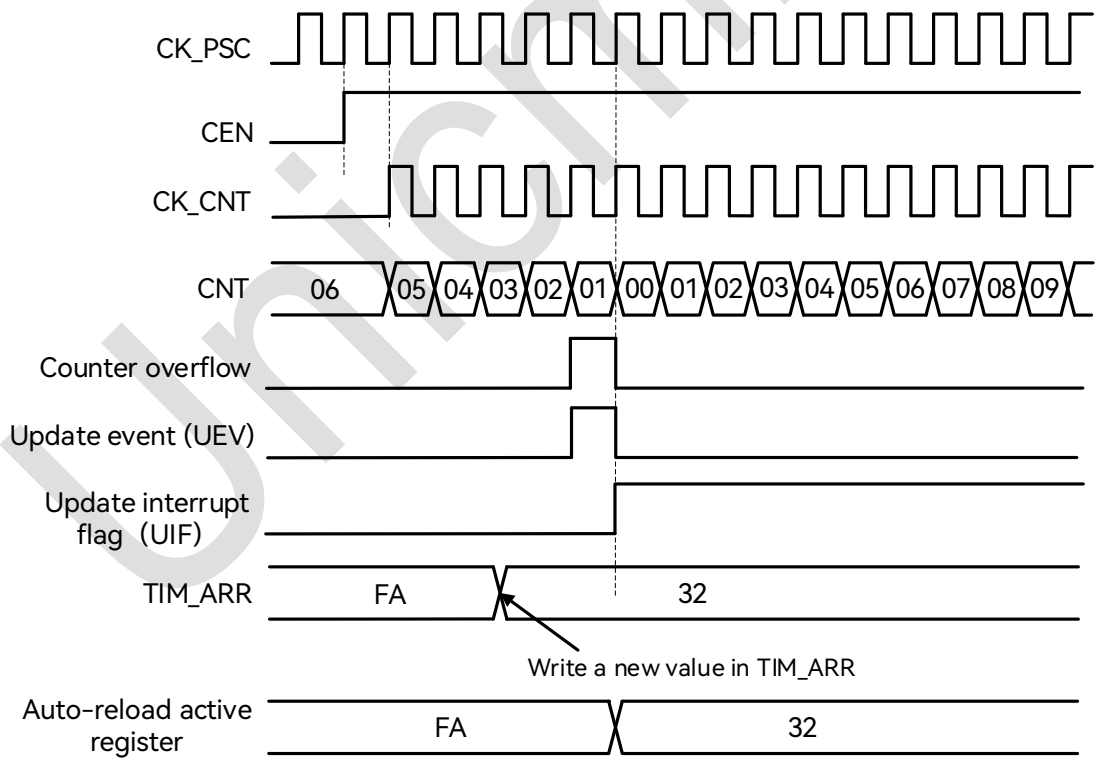 CK_PSC
CEN
CK_CNT
CNT 06 05 04 03 02 01 00 01 02 03 04 05 06 07 08 09
Counter overflow
Update event (UEV)
Update interrupt
flag (UIF)
TIM_ARR FA 32
Write a new value in TIM_ARR
Auto-reload active
register
FA 32